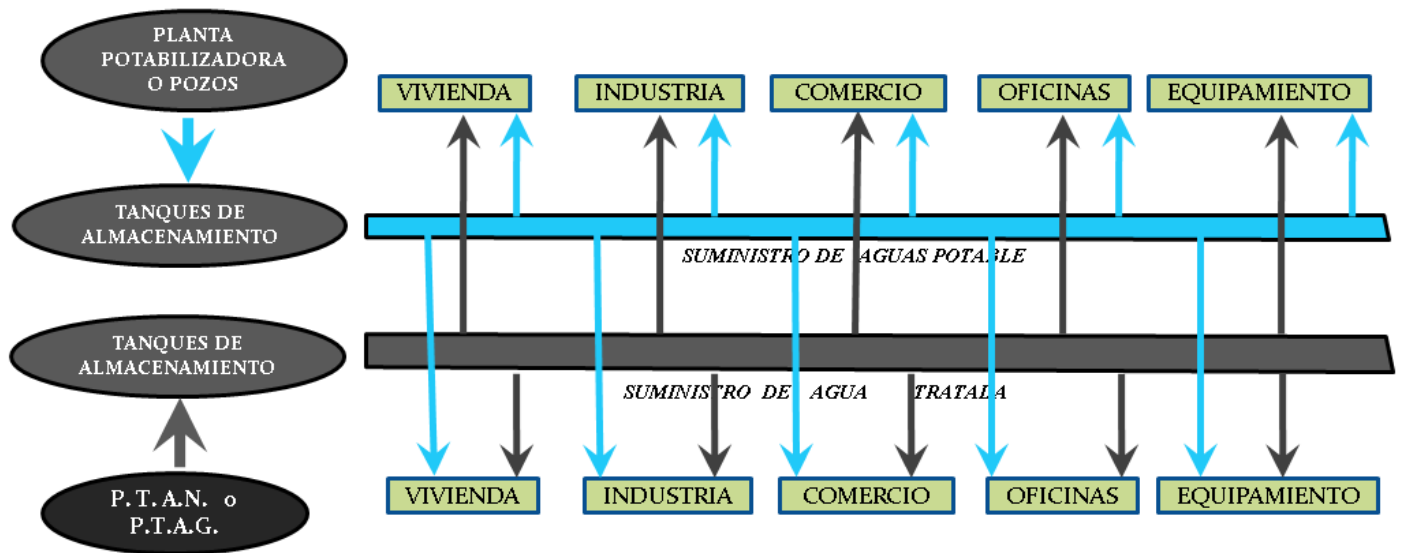 PLANTA
POTABILIZADORA
O POZOS
VIVIENDA
INDUSTRIA
COMERCIO
OFICINAS
EQUIPAMIENTO
TANQUES DE
ALMACENAMIENTO
SUMINISTRO DE AGUAS POTABLE
TANQUES DE
ALMACENAMIENTO
SUMINISTRO DE AGUA TRATADA
P. T. A.N. o
P.T.A.G.
VIVIENDA
INDUSTRIA
COMERCIO
OFICINAS
EQUIPAMIENTO